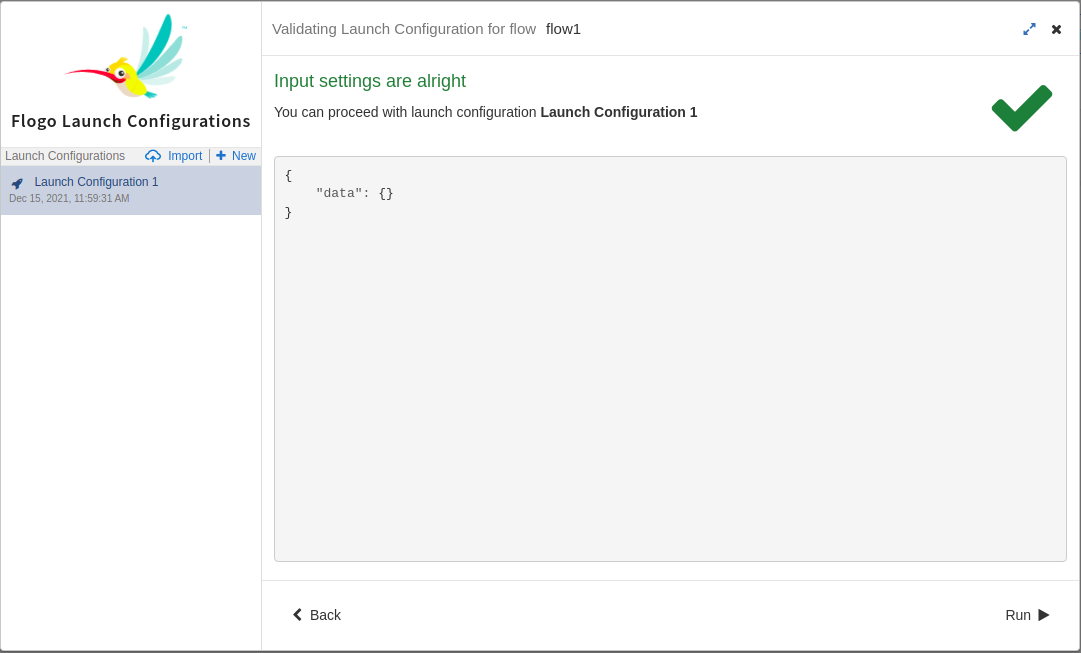 Flogo Launch Configurations
Launch Configurations Import New
Launch Configuration 1
Dec 15, 2021, 11:59:31 AM
Validating Launch Configuration for flow flow1
Input settings are alright
You can proceed with launch configuration Launch Configuration 1
{
    "data": {}
}
Back
Run